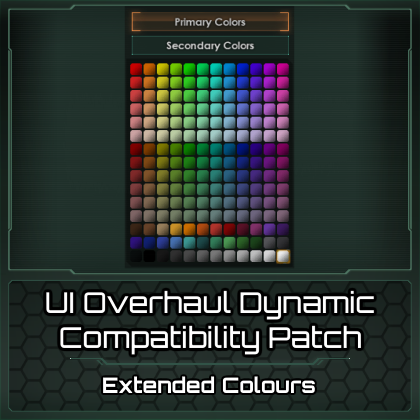 Primary Colors
Secondary Colors
UI Overhaul Dynamic
Compatibility Patch
Extended Colours